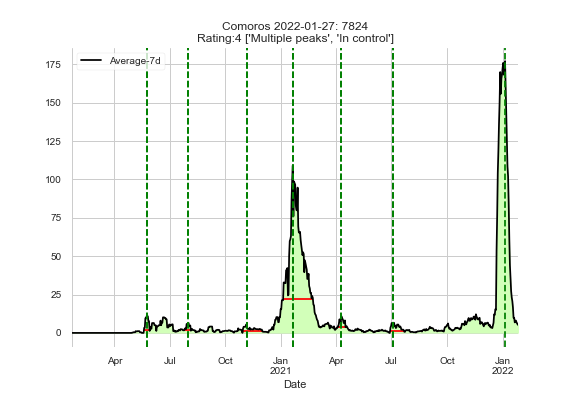 Comoros 2022-01-27: 7824
Rating:4 ['Multiple peaks', 'In control']
Average-7d
175
150
125
100
75
50
25
0
Apr Jul Oct Jan Apr Jul Oct Jan
2021 2022
Date